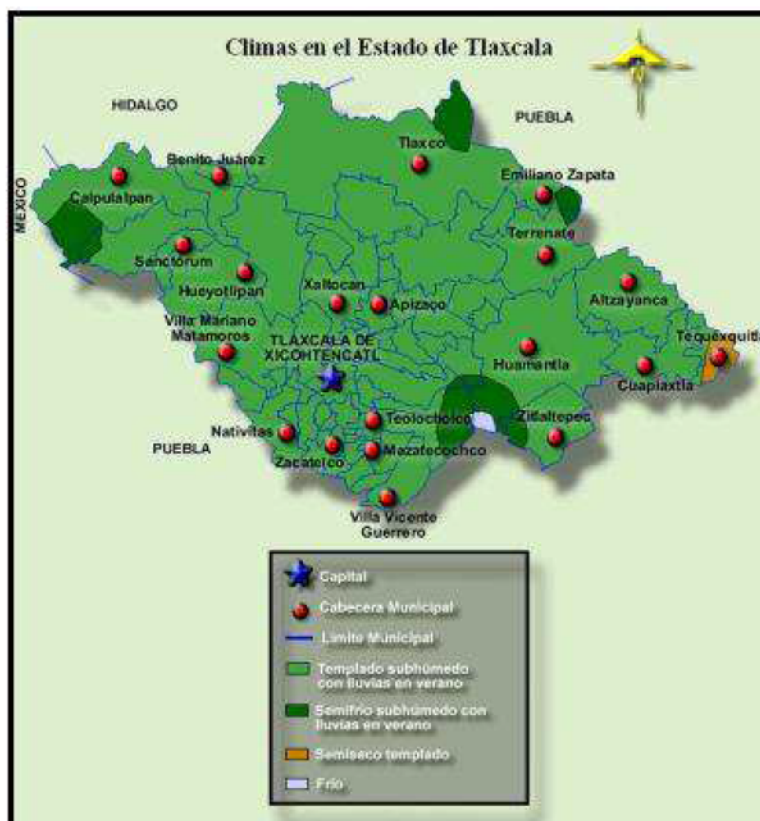 Climas en el Estado de Tlaxcala
HIDALGO
PUEBLA
Tlaxco
Benito Juárez
Emiliano Zapata
Calpulalpan
MEXICO
Terrenate
Sanctorum
Hueyotlipan
Xaltocan
Apizaco
Altzayanca
Villa Mariano
Matamoros
TLAXCALA DE
XICOHTENCATL
Huamantla
Tequexquitla
Cuapiaxtla
Teolocholco
Zitlaltepec
Nativitas
PUEBLA
Zacatelco
Mazatecochco
Villa Vicente
Guerrero
Capital
Cabecera Municipal
Limite Municipal
Templado subhúmedo
con lluvias en verano
Semifrio subhúmedo con
lluvias en verano
Semiseco templado
Frío